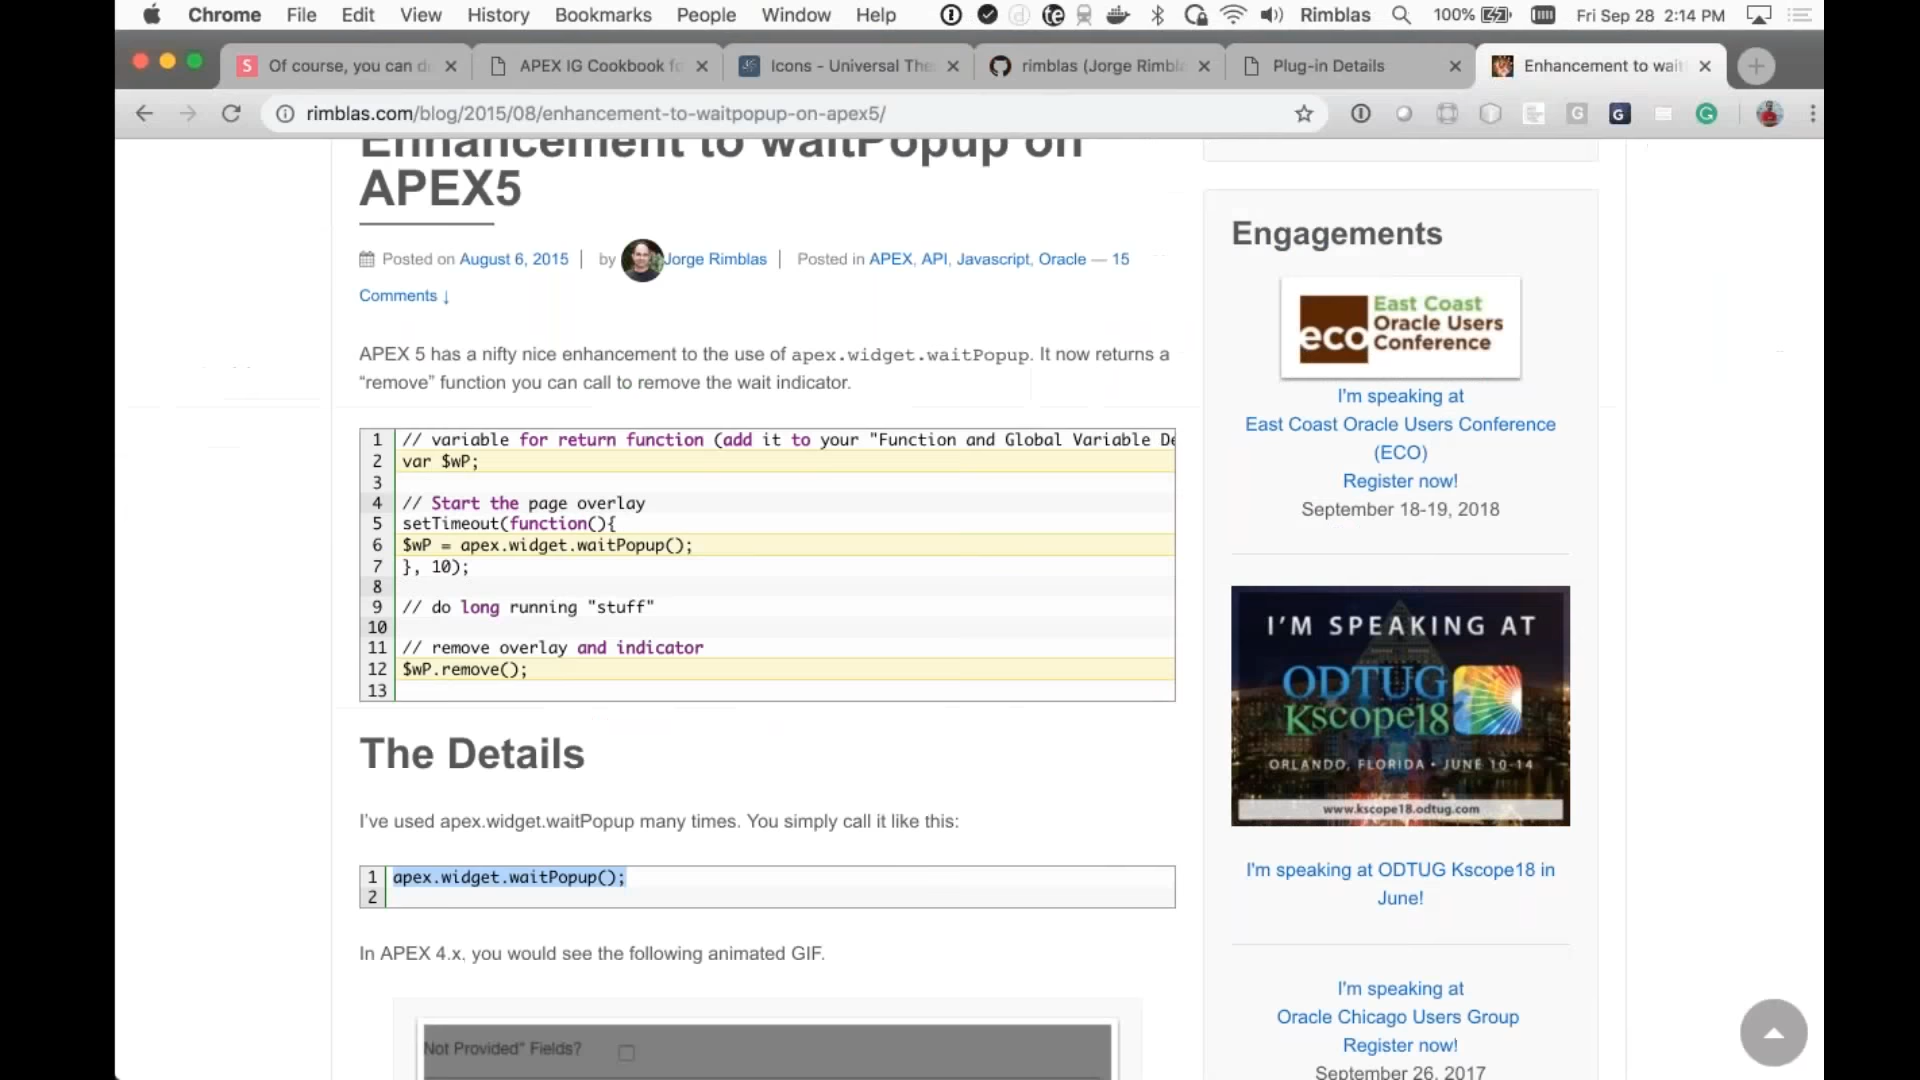 Chrome File Edit View History Bookmarks People Window Help Rimblas 100% Fri Sep 28 2:14 PM
Of course, you can d
APEX IG Cookbook fo
Icons - Universal The
rimblas (Jorge Rimbla
Plug-in Details
Enhancement to wait
rimblas.com/blog/2015/08/enhancement-to-waitpopup-on-apex5/
Enhancement to waitPopup on
APEX5
Posted on August 6, 2015 | by Jorge Rimblas | Posted in APEX, API, Javascript, Oracle — 15
Comments ↓
APEX 5 has a nifty nice enhancement to the use of apex.widget.waitPopup. It now returns a
“remove” function you can call to remove the wait indicator.
1 // variable for return function (add it to your "Function and Global Variable De
2 var $wP;
3
4 // Start the page overlay
5 setTimeout(function(){
6 $wP = apex.widget.waitPopup();
7 }, 10);
8
9 // do long running "stuff"
10
11 // remove overlay and indicator
12 $wP.remove();
13
The Details
I've used apex.widget.waitPopup many times. You simply call it like this:
1 apex.widget.waitPopup();
2
In APEX 4.x, you would see the following animated GIF.
Not Provided" Fields?
Engagements
eco East Coast
Oracle Users
Conference
I'm speaking at
East Coast Oracle Users Conference
(ECO)
Register now!
September 18-19, 2018
I'M SPEAKING AT
ODTUG
Kscope18
ORLANDO, FLORIDA • JUNE 10-14
www.kscope18.odtug.com
I'm speaking at ODTUG Kscope18 in
June!
I'm speaking at
Oracle Chicago Users Group
Register now!
September 26, 2017